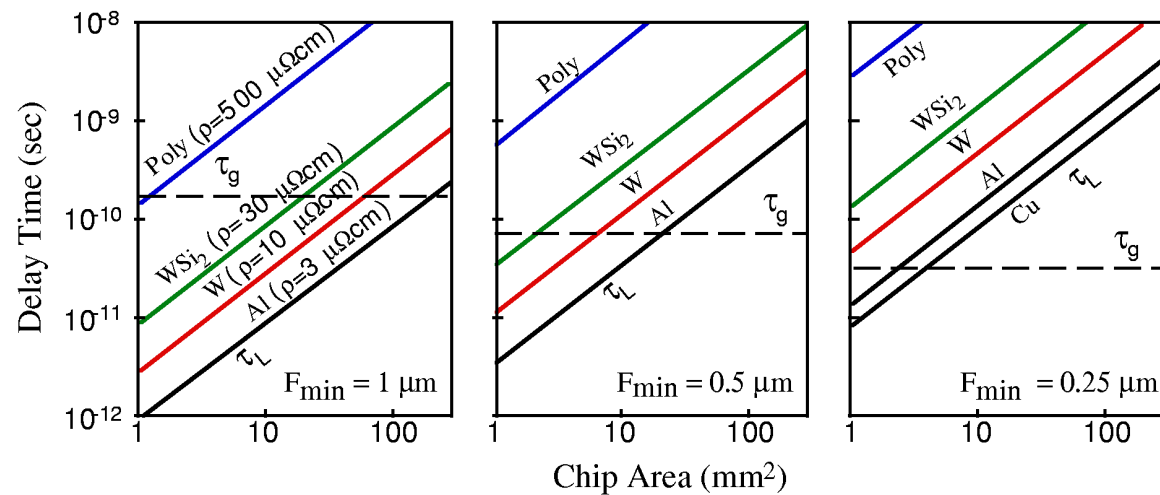 Delay Time (sec)
10-8
10-9
10-10
10-11
10-12
Poly (ρ=500 μΩcm)
τg
WSi2 (ρ=30 μΩcm)
W (ρ=10 μΩcm)
Al (ρ=3 μΩcm)
τL
Fmin = 1 μm
1 10 100
Poly
WSi2
W
Al
τg
τL
Fmin = 0.5 μm
1 10 100
Poly
WSi2
W
Al
τL
Cu
τg
Fmin = 0.25 μm
1 10 100
Chip Area (mm2)